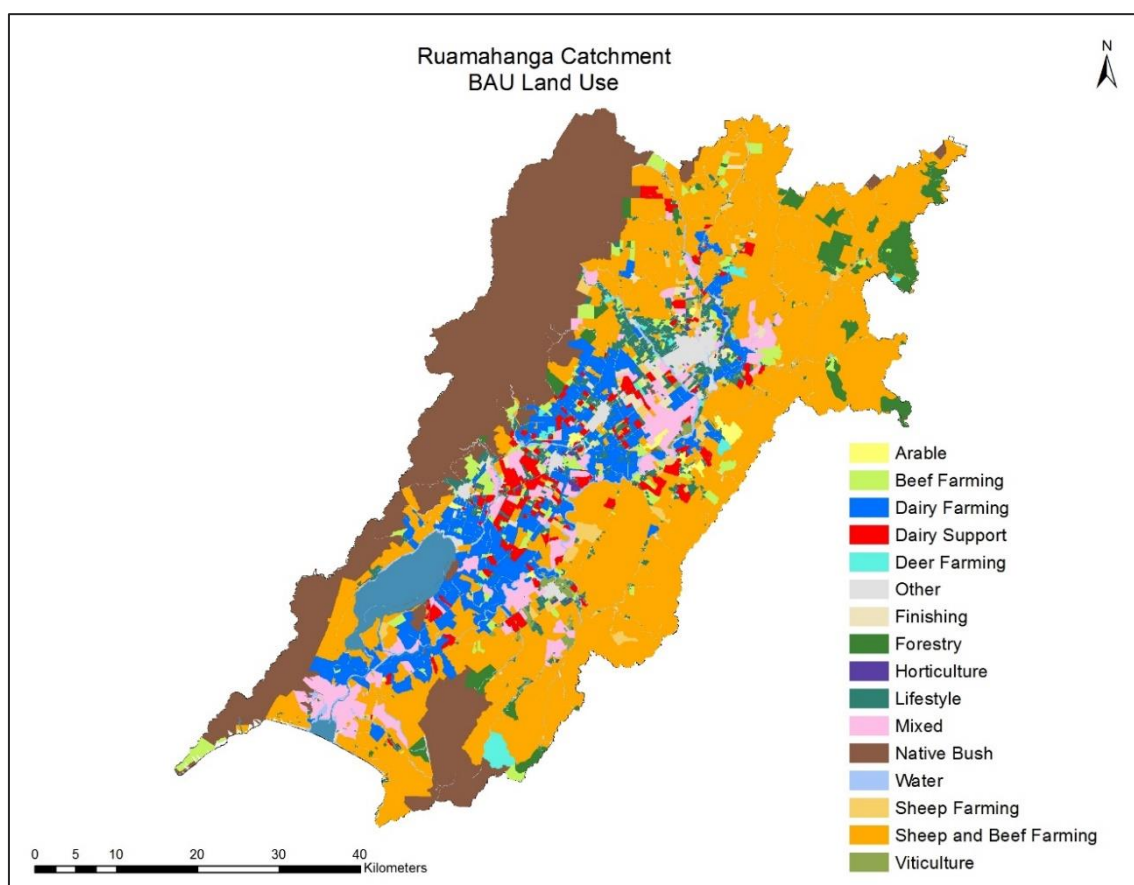 Ruamahanga Catchment
BAU Land Use
N
Arable
Beef Farming
Dairy Farming
Dairy Support
Deer Farming
Other
Finishing
Forestry
Horticulture
Lifestyle
Mixed
Native Bush
Water
Sheep Farming
Sheep and Beef Farming
Viticulture
0 5 10 20 30 40
Kilometers